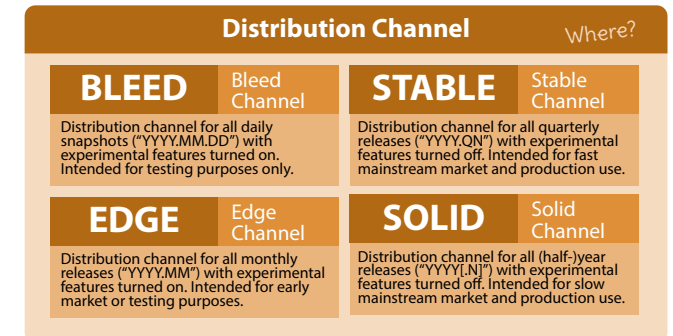 Distribution Channel
Where?
BLEED
Bleed
Channel
Distribution channel for all daily
snapshots (“YYYY.MM.DD”) with
experimental features turned on.
Intended for testing purposes only.
STABLE
Stable
Channel
Distribution channel for all quarterly
releases (“YYYY.QN”) with experimental
features turned off. Intended for fast
mainstream market and production use.
EDGE
Edge
Channel
Distribution channel for all monthly
releases (“YYYY.MM”) with experimental
features turned on. Intended for early
market or testing purposes.
SOLID
Solid
Channel
Distribution channel for all (half-)year
releases (“YYYY[.N]”) with experimental
features turned off. Intended for slow
mainstream market and production use.